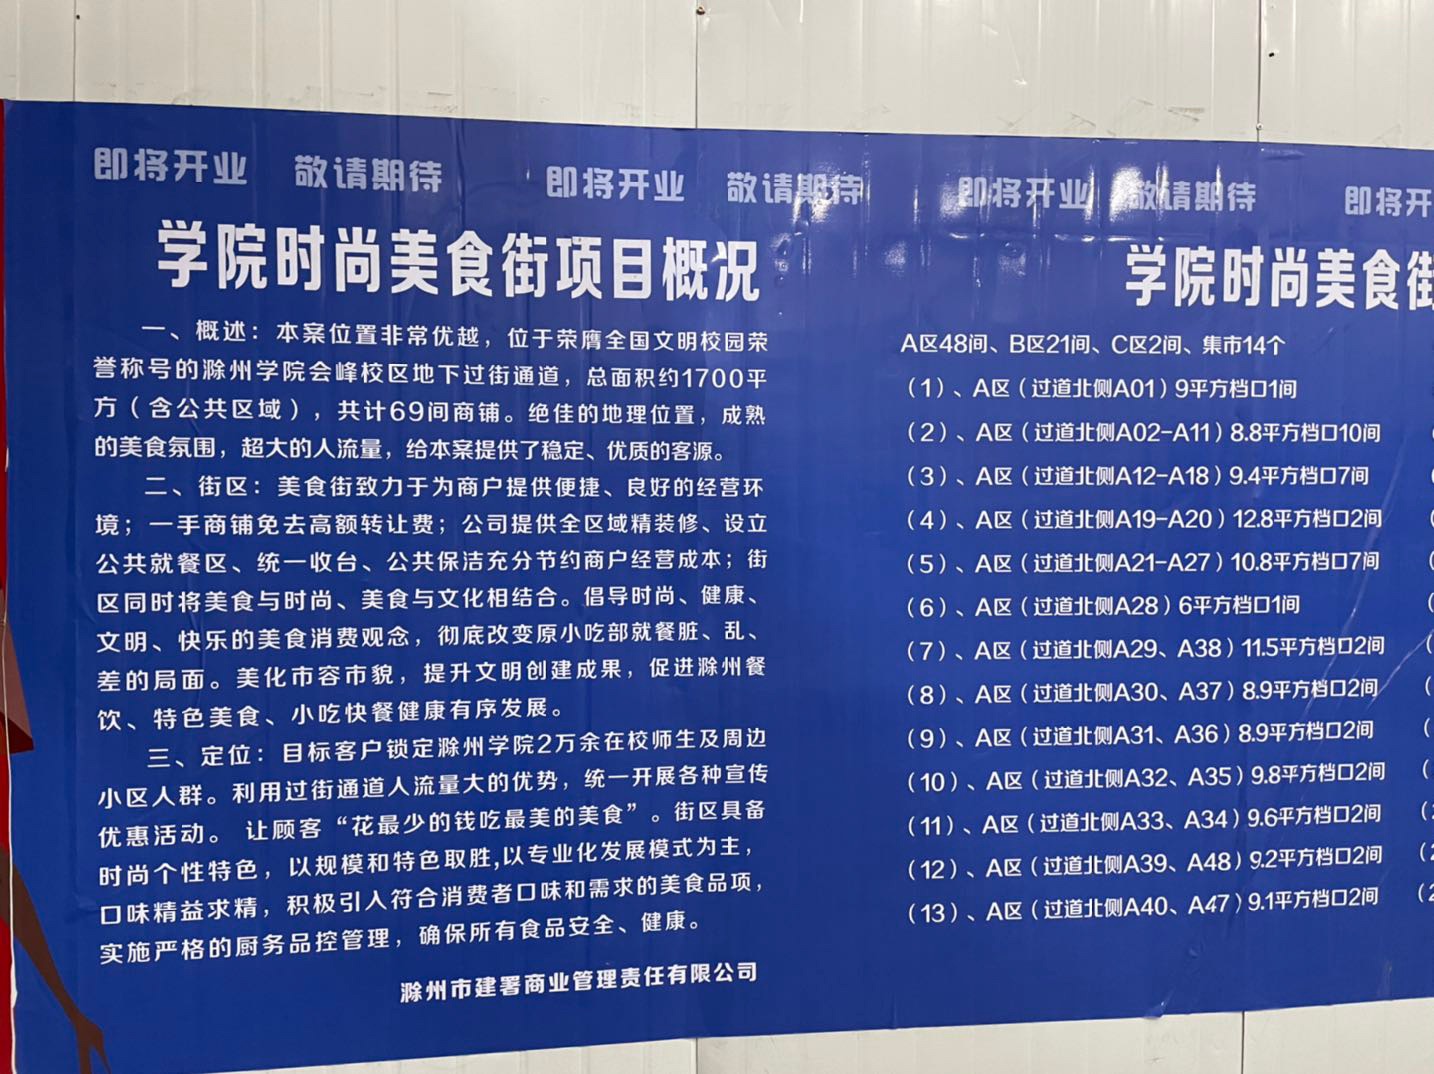 即将开业 敬请期待 即将开业 敬请期待 即将开业 敬请期待 即将开
学院时尚美食街项目概况
一、概述：本案位置非常优越，位于荣膺全国文明校园荣
誉称号的滁州学院会峰校区地下过街通道，总面积约1700平
方（含公共区域），共计69间商铺。绝佳的地理位置，成熟
的美食氛围，超大的人流量，给本案提供了稳定、优质的客源。
二、街区：美食街致力于为商户提供便捷、良好的经营环
境；一手商铺免去高额转让费；公司提供全区域精装修、设立
公共就餐区、统一收台、公共保洁充分节约商户经营成本；街
区同时将美食与时尚、美食与文化相结合。倡导时尚、健康、
文明、快乐的美食消费观念，彻底改变原小吃部就餐脏、乱、
差的局面。美化市容市貌，提升文明创建成果，促进滁州餐
饮、特色美食、小吃快餐健康有序发展。
三、定位：目标客户锁定滁州学院2万余在校师生及周边
小区人群。利用过街通道人流量大的优势，统一开展各种宣传
优惠活动。 让顾客“花最少的钱吃最美的美食”。街区具备
时尚个性特色，以规模和特色取胜,以专业化发展模式为主，
口味精益求精，积极引入符合消费者口味和需求的美食品项，
实施严格的厨务品控管理，确保所有食品安全、健康。
滁州市建署商业管理责任有限公司
学院时尚美食街
A区48间、B区21间、C区2间、集市14个
（1）、A区（过道北侧A01）9平方档口1间
（2）、A区（过道北侧A02-A11）8.8平方档口10间
（3）、A区（过道北侧A12-A18）9.4平方档口7间
（4）、A区（过道北侧A19-A20）12.8平方档口2间
（5）、A区（过道北侧A21-A27）10.8平方档口7间
（6）、A区（过道北侧A28）6平方档口1间
（7）、A区（过道北侧A29、A38）11.5平方档口2间
（8）、A区（过道北侧A30、A37）8.9平方档口2间
（9）、A区（过道北侧A31、A36）8.9平方档口2间
（10）、A区（过道北侧A32、A35）9.8平方档口2间
（11）、A区（过道北侧A33、A34）9.6平方档口2间
（12）、A区（过道北侧A39、A48）9.2平方档口2间
（13）、A区（过道北侧A40、A47）9.1平方档口2间